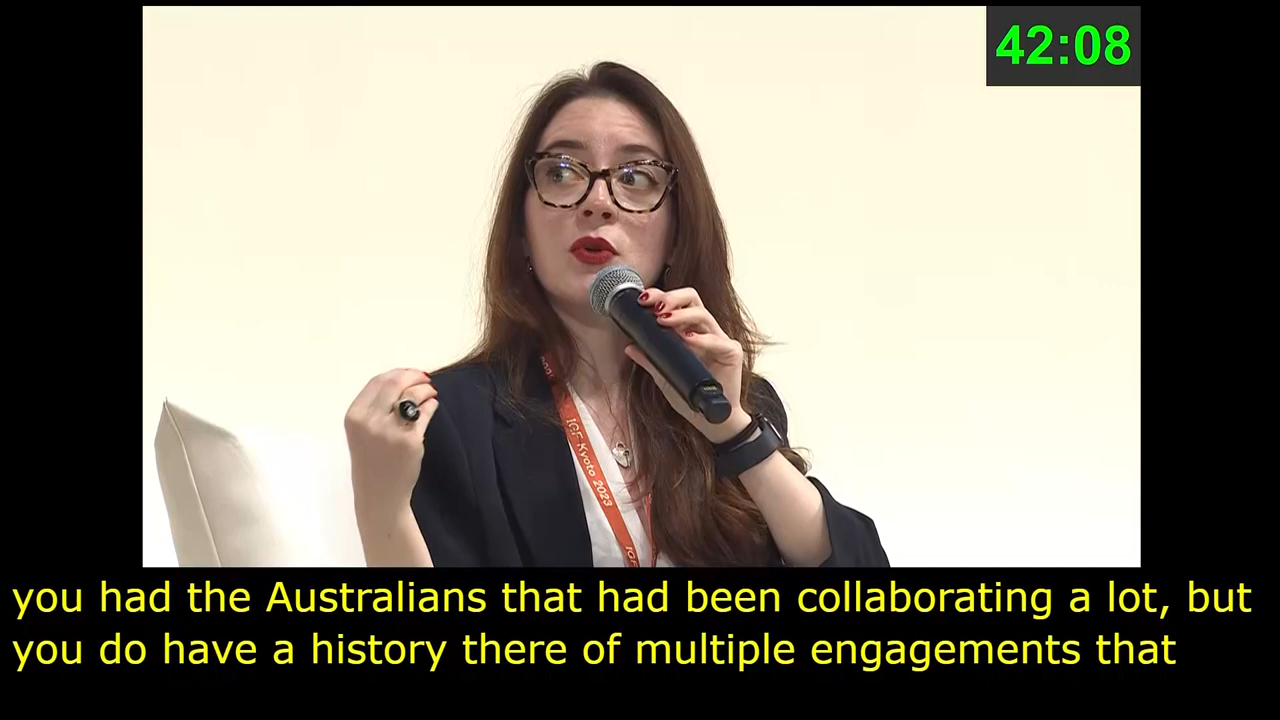 42:08
IGF Kyoto 2023
IGF
you had the Australians that had been collaborating a lot, but
you do have a history there of multiple engagements that